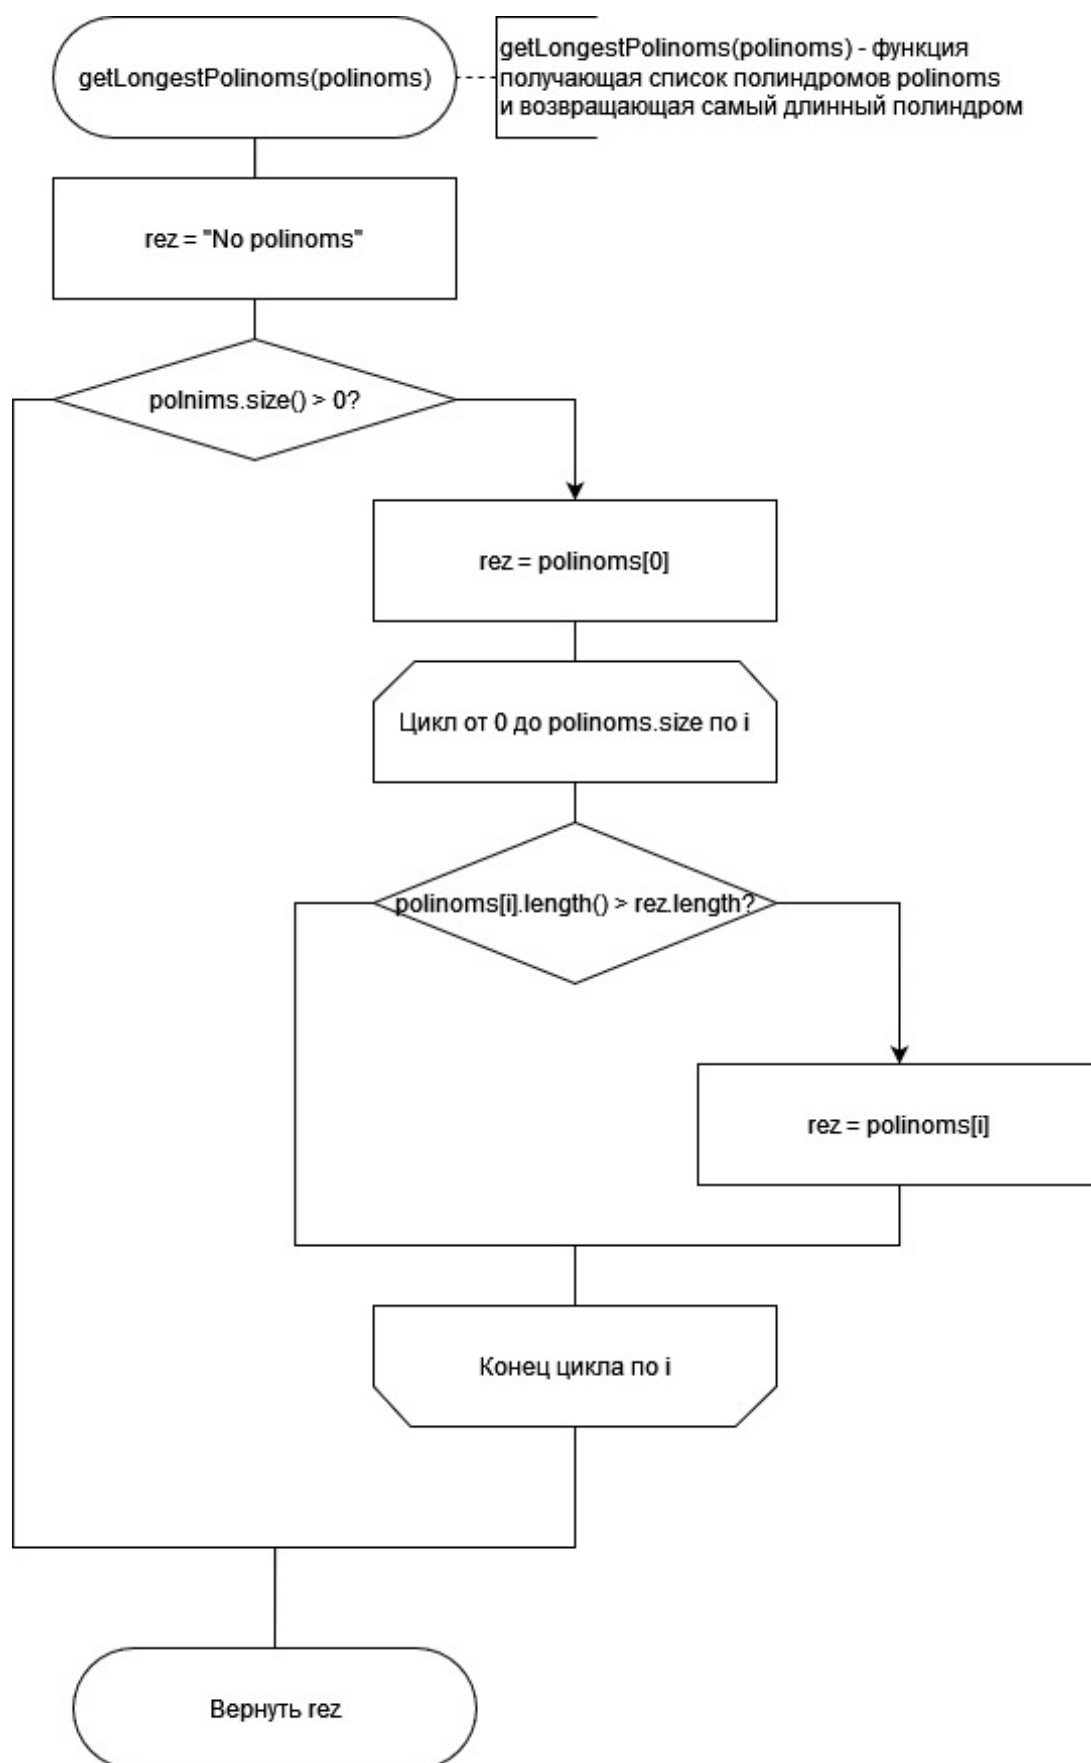 getLongestPolinoms(polinoms)
getLongestPolinoms(polinoms) - функция
получающая список полиндромов polinoms
и возвращающая самый длинный полиндром
rez = "No polinoms"
polnims.size() > 0?
rez = polinoms[0]
Цикл от 0 до polinoms.size по i
polinoms[i].length() > rez.length?
rez = polinoms[i]
Конец цикла по i
Вернуть rez